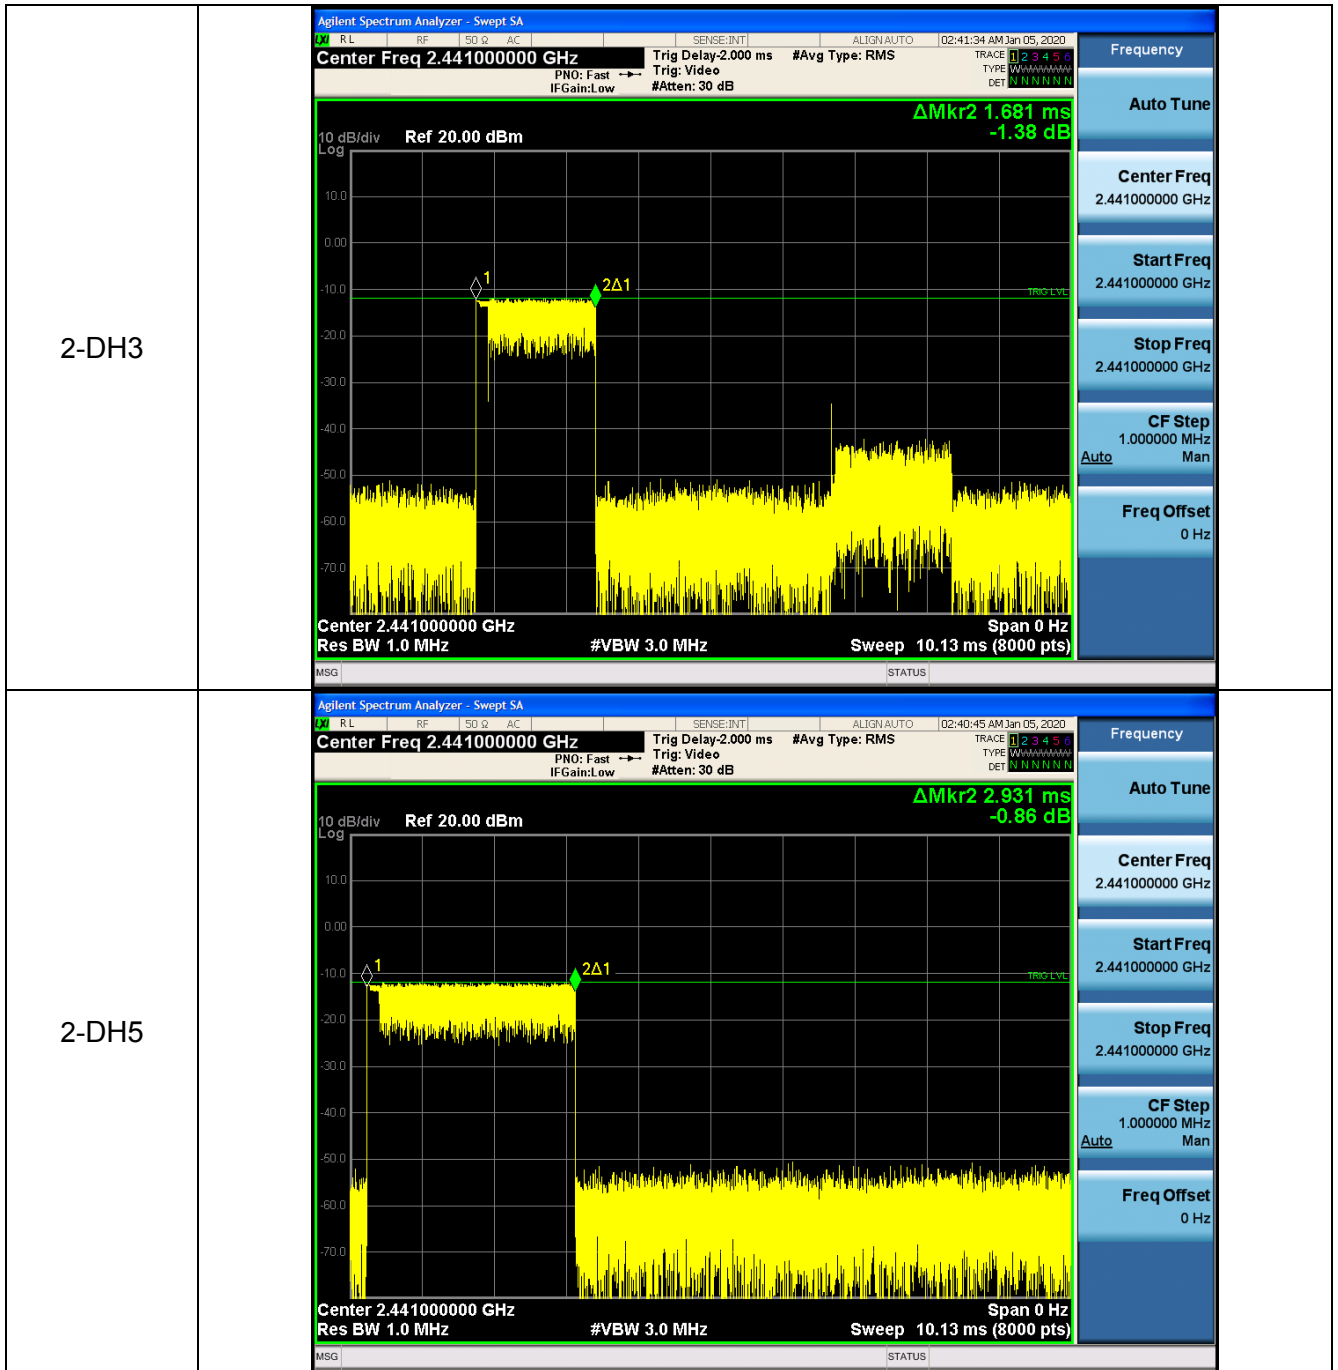 2-DH3
Agilent Spectrum Analyzer - Swept SA
LXI RL RF 50 Ω AC SENSE:INT ALIGN AUTO 02:41:34 AM Jan 05, 2020
Center Freq 2.441000000 GHz
PNO: Fast
IFGain:Low
Trig Delay-2.000 ms
Trig: Video
#Atten: 30 dB
#Avg Type: RMS
TRACE 1 2 3 4 5 6
TYPE WWWWWW
DET N N N N N N
ΔMkr2 1.681 ms
-1.38 dB
10 dB/div Ref 20.00 dBm
Log
10.0
0.00
-10.0
-20.0
-30.0
-40.0
-50.0
-60.0
-70.0
1
2Δ1
TRIG LVL
Center 2.441000000 GHz Span 0 Hz
Res BW 1.0 MHz #VBW 3.0 MHz Sweep 10.13 ms (8000 pts)
MSG STATUS
Frequency
Auto Tune
Center Freq
2.441000000 GHz
Start Freq
2.441000000 GHz
Stop Freq
2.441000000 GHz
CF Step
1.000000 MHz
Auto Man
Freq Offset
0 Hz
2-DH5
Agilent Spectrum Analyzer - Swept SA
LXI RL RF 50 Ω AC SENSE:INT ALIGN AUTO 02:40:45 AM Jan 05, 2020
Center Freq 2.441000000 GHz
PNO: Fast
IFGain:Low
Trig Delay-2.000 ms
Trig: Video
#Atten: 30 dB
#Avg Type: RMS
TRACE 1 2 3 4 5 6
TYPE WWWWWW
DET N N N N N N
ΔMkr2 2.931 ms
-0.86 dB
10 dB/div Ref 20.00 dBm
Log
10.0
0.00
-10.0
-20.0
-30.0
-40.0
-50.0
-60.0
-70.0
1
2Δ1
TRIG LVL
Center 2.441000000 GHz Span 0 Hz
Res BW 1.0 MHz #VBW 3.0 MHz Sweep 10.13 ms (8000 pts)
MSG STATUS
Frequency
Auto Tune
Center Freq
2.441000000 GHz
Start Freq
2.441000000 GHz
Stop Freq
2.441000000 GHz
CF Step
1.000000 MHz
Auto Man
Freq Offset
0 Hz